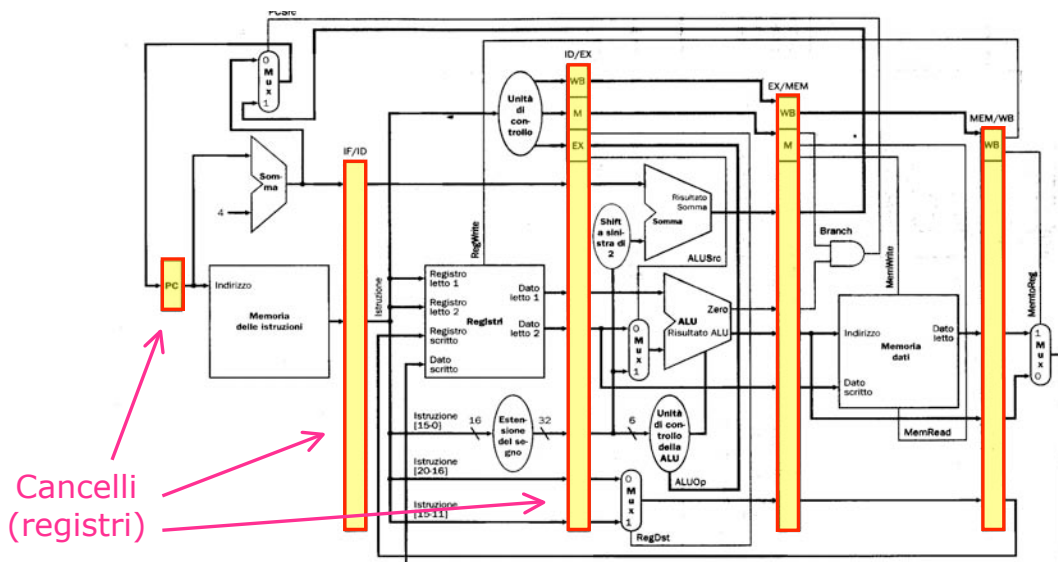 PCSrc
0
M
u
x
1
ID/EX
WB
M
EX
Unità
di
con-
trollo
EX/MEM
WB
M
MEM/WB
WB
IF/ID
Som-
ma
4
RegWrite
Shift
a sini-
stra di
2
Risultato
Somma
Somma
ALUSrc
Branch
MemWrite
MemtoReg
PC
Indirizzo
Memoria
delle istruzioni
Istruzione
Registro
letto 1
Registro
letto 2
Registro
scritto
Dato
scritto
Dato
letto 1
Dato
letto 2
Registri
0
M
u
x
1
Zero
ALU
Risultato ALU
Indirizzo
Dato
letto
Memoria
dati
Dato
scritto
MemRead
1
M
u
x
0
Istruzione
[15-0]
16
Esten-
sione
del se-
gno
32
6
Unità di
controllo
della
ALU
ALUOp
Istruzione
[20-16]
Istruzione
[15-11]
0
M
u
x
1
RegDst
Cancelli
(registri)